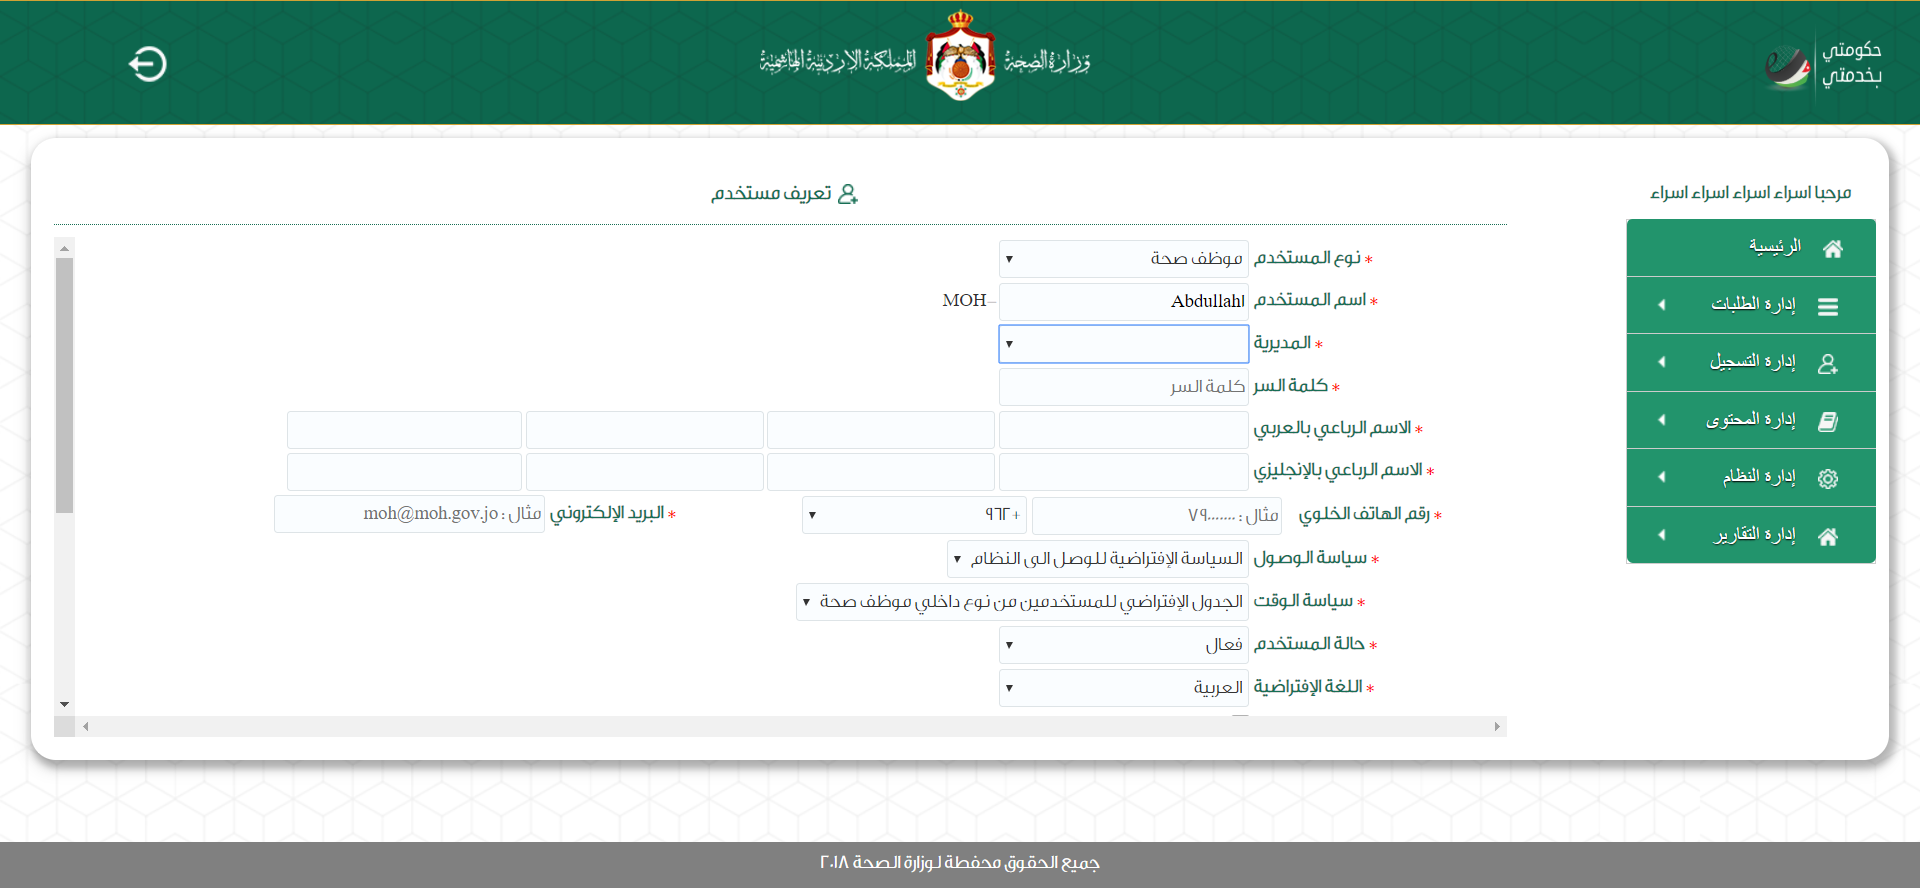 حكومتي
بخدمتي
وزارة الصحة
المملكة الاردنية الهاشمية
مرحبا اسراء اسراء اسراء اسراء
الرئيسية
إدارة الطلبات
إدارة التسجيل
إدارة المحتوى
إدارة النظام
إدارة التقارير
تعريف مستخدم
* نوع المستخدم موظف صحة
* اسم المستخدم Abdullahl MOH-
* المديرية
* كلمة السر كلمة السر
* الاسم الرباعي بالعربي
* الاسم الرباعي بالإنجليزي
* رقم الهاتف الخلوي مثال : ٧٩٠٠٠٠٠٠٠ +٩٦٢ * البريد الإلكتروني مثال : moh@moh.gov.jo
* سياسة الوصول السياسة الإفتراضية للوصل الى النظام
* سياسة الوقت الجدول الإفتراضي للمستخدمين من نوع داخلي موظف صحة
* حالة المستخدم فعال
* اللغة الإفتراضية العربية
جميع الحقوق محفظة لوزارة الصحة ٢٠١٨